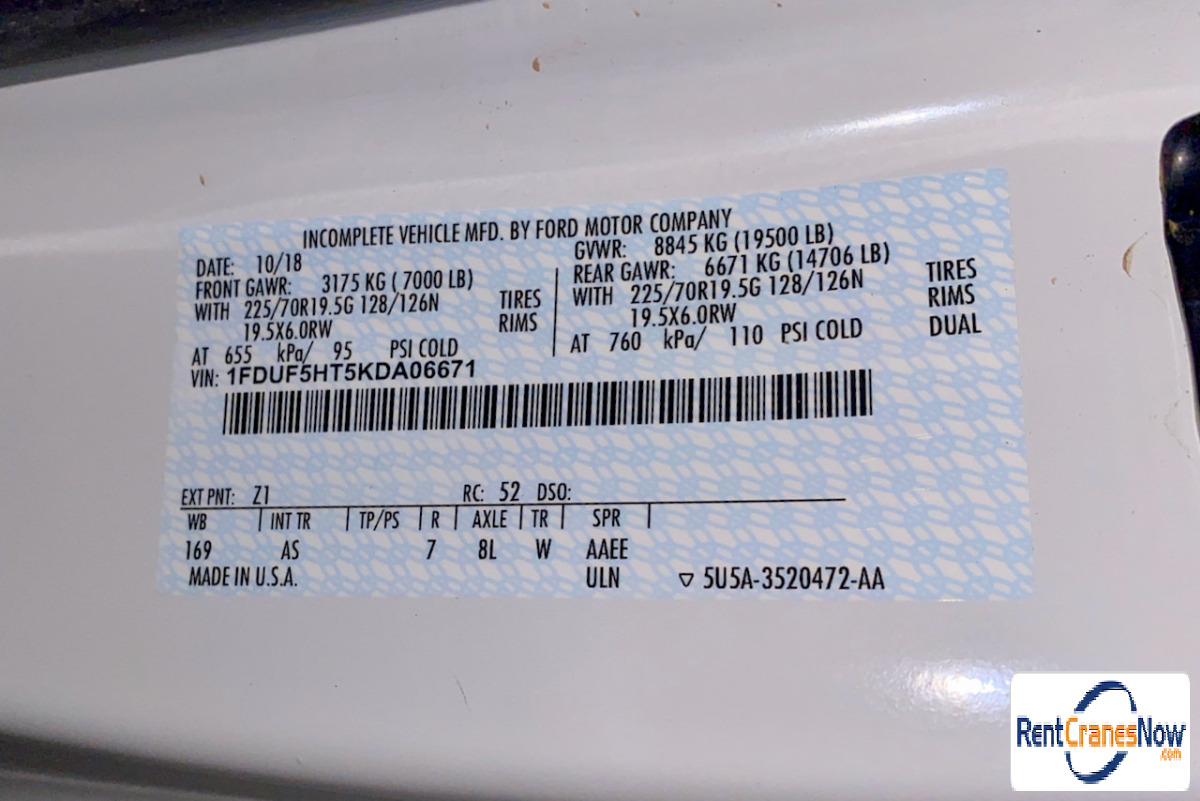 INCOMPLETE VEHICLE MFD. BY FORD MOTOR COMPANY
DATE: 10/18 GVWR: 8845 KG (19500 LB)
FRONT GAWR: 3175 KG ( 7000 LB) REAR GAWR: 6671 KG (14706 LB)
WITH 225/70R19.5G 128/126N TIRES WITH 225/70R19.5G 128/126N TIRES
19.5X6.0RW RIMS 19.5X6.0RW RIMS
AT 655 kPa/ 95 PSI COLD AT 760 kPa/ 110 PSI COLD DUAL
VIN: 1FDUF5HT5KDA06671
EXT PNT: Z1 RC: 52 DSO:
WB INT TR TP/PS R AXLE TR SPR
169 AS 7 8L W AAEE
MADE IN U.S.A. ULN 5U5A-3520472-AA
RentCranesNow
.com